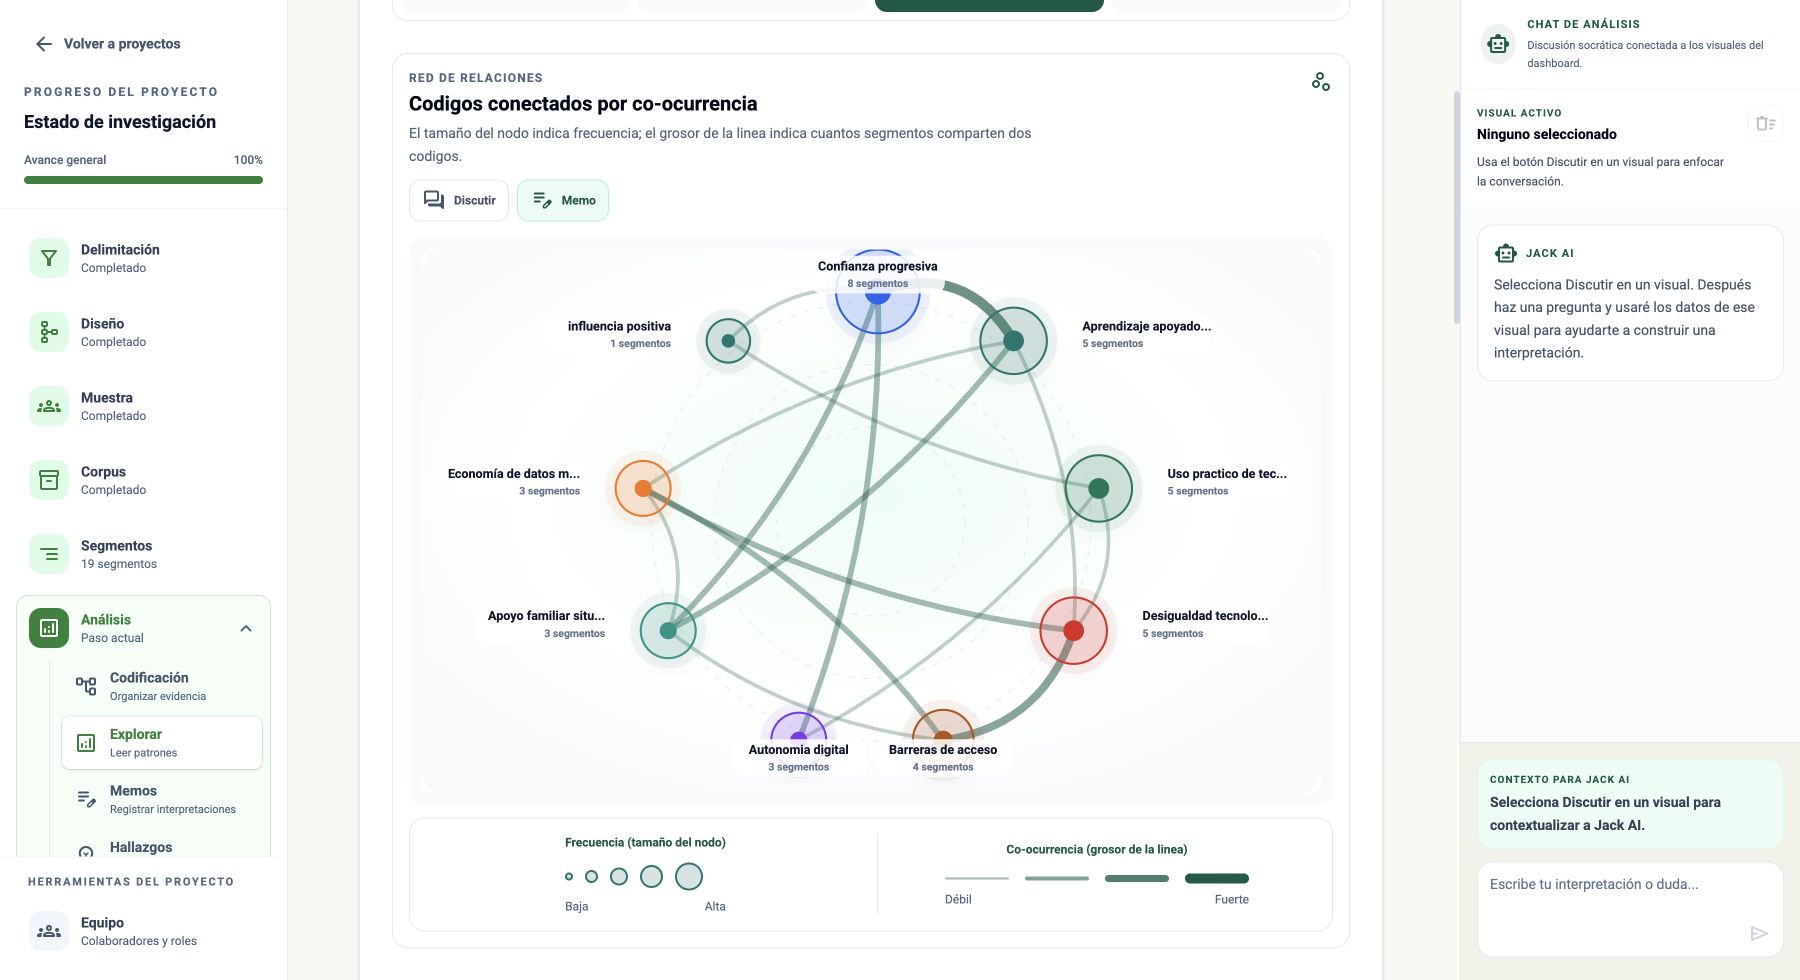 Volver a proyectos
PROGRESO DEL PROYECTO
Estado de investigación
Avance general 100%
Delimitación
Completado
Diseño
Completado
Muestra
Completado
Corpus
Completado
Segmentos
19 segmentos
Análisis
Paso actual
Codificación
Organizar evidencia
Explorar
Leer patrones
Memos
Registrar interpretaciones
Hallazgos
HERRAMIENTAS DEL PROYECTO
Equipo
Colaboradores y roles
RED DE RELACIONES
Codigos conectados por co-ocurrencia
El tamaño del nodo indica frecuencia; el grosor de la linea indica cuantos segmentos comparten dos
codigos.
Discutir
Memo
Confianza progresiva
8 segmentos
influencia positiva
1 segmentos
Aprendizaje apoyado...
5 segmentos
Economía de datos m...
3 segmentos
Uso practico de tec...
5 segmentos
Apoyo familiar situ...
3 segmentos
Desigualdad tecnolo...
5 segmentos
Autonomia digital
3 segmentos
Barreras de acceso
4 segmentos
Frecuencia (tamaño del nodo)
Baja Alta
Co-ocurrencia (grosor de la linea)
Débil Fuerte
CHAT DE ANÁLISIS
Discusión socrática conectada a los visuales del
dashboard.
VISUAL ACTIVO
Ninguno seleccionado
Usa el botón Discutir en un visual para enfocar
la conversación.
JACK AI
Selecciona Discutir en un visual. Después
haz una pregunta y usaré los datos de ese
visual para ayudarte a construir una
interpretación.
CONTEXTO PARA JACK AI
Selecciona Discutir en un visual para
contextualizar a Jack AI.
Escribe tu interpretación o duda...